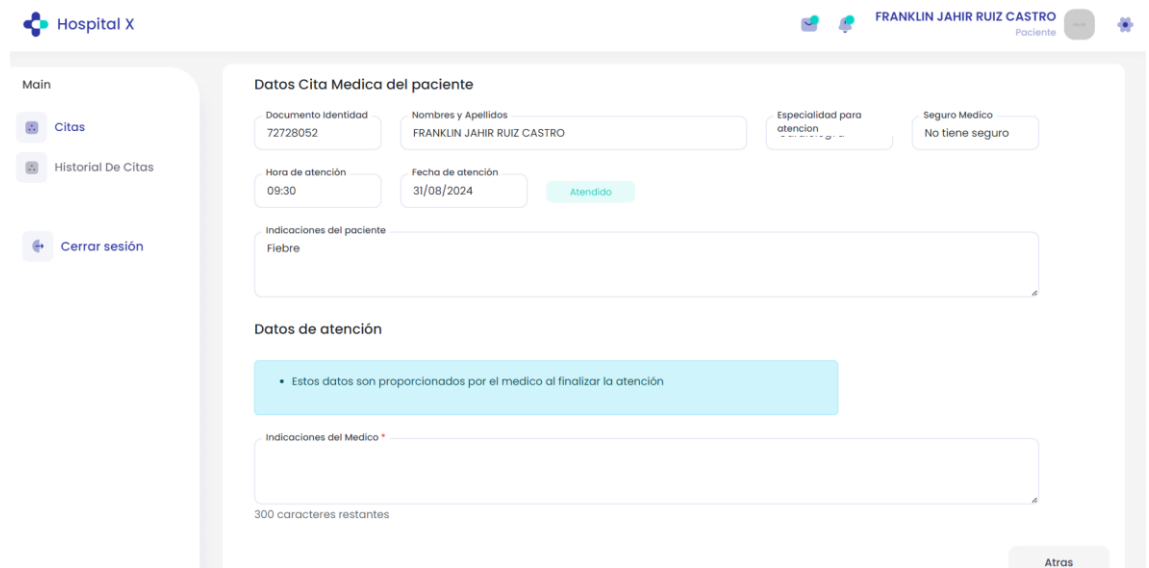 Hospital X
FRANKLIN JAHIR RUIZ CASTRO
Paciente
Main
Citas
Historial De Citas
Cerrar sesión
Datos Cita Medica del paciente
Documento Identidad
72728052
Nombres y Apellidos
FRANKLIN JAHIR RUIZ CASTRO
Especialidad para
atencion
Seguro Medico
No tiene seguro
Hora de atención
09:30
Fecha de atención
31/08/2024
Atendido
Indicaciones del paciente
Fiebre
Datos de atención
• Estos datos son proporcionados por el medico al finalizar la atención
Indicaciones del Medico *
300 caracteres restantes
Atras